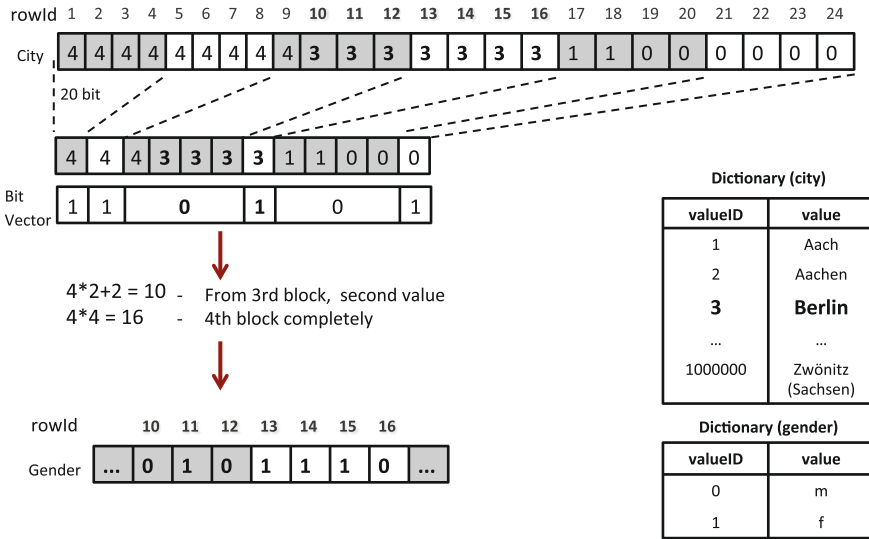 rowId 1 2 3 4 5 6 7 8 9 10 11 12 13 14 15 16 17 18 19 20 21 22 23 24
City 4 4 4 4 4 4 4 4 4 3 3 3 3 3 3 3 1 1 0 0 0 0 0 0
20 bit
4 4 4 3 3 3 3 1 1 0 0 0
Bit Vector 1 1 0 1 0 1
4*2+2 = 10 - From 3rd block, second value
4*4 = 16 - 4th block completely
rowId 10 11 12 13 14 15 16
Gender ... 0 1 0 1 1 1 0 ...
Dictionary (city)
valueID value
1 Aach
2 Aachen
3 Berlin
... ...
1000000 Zwönitz
(Sachsen)
Dictionary (gender)
valueID value
0 m
1 f